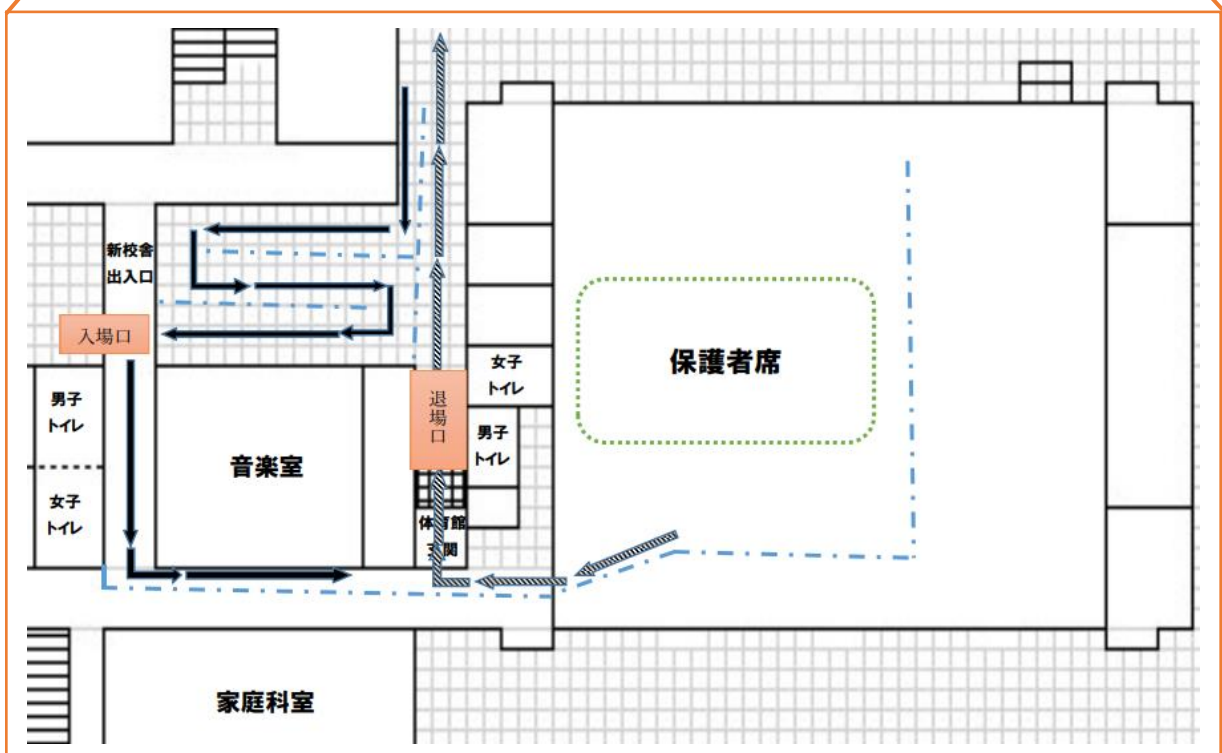 新校舎
出入口
入場口
男子
トイレ
女子
トイレ
音楽室
退場口
女子
トイレ
男子
トイレ
体育館
玄関
保護者席
家庭科室